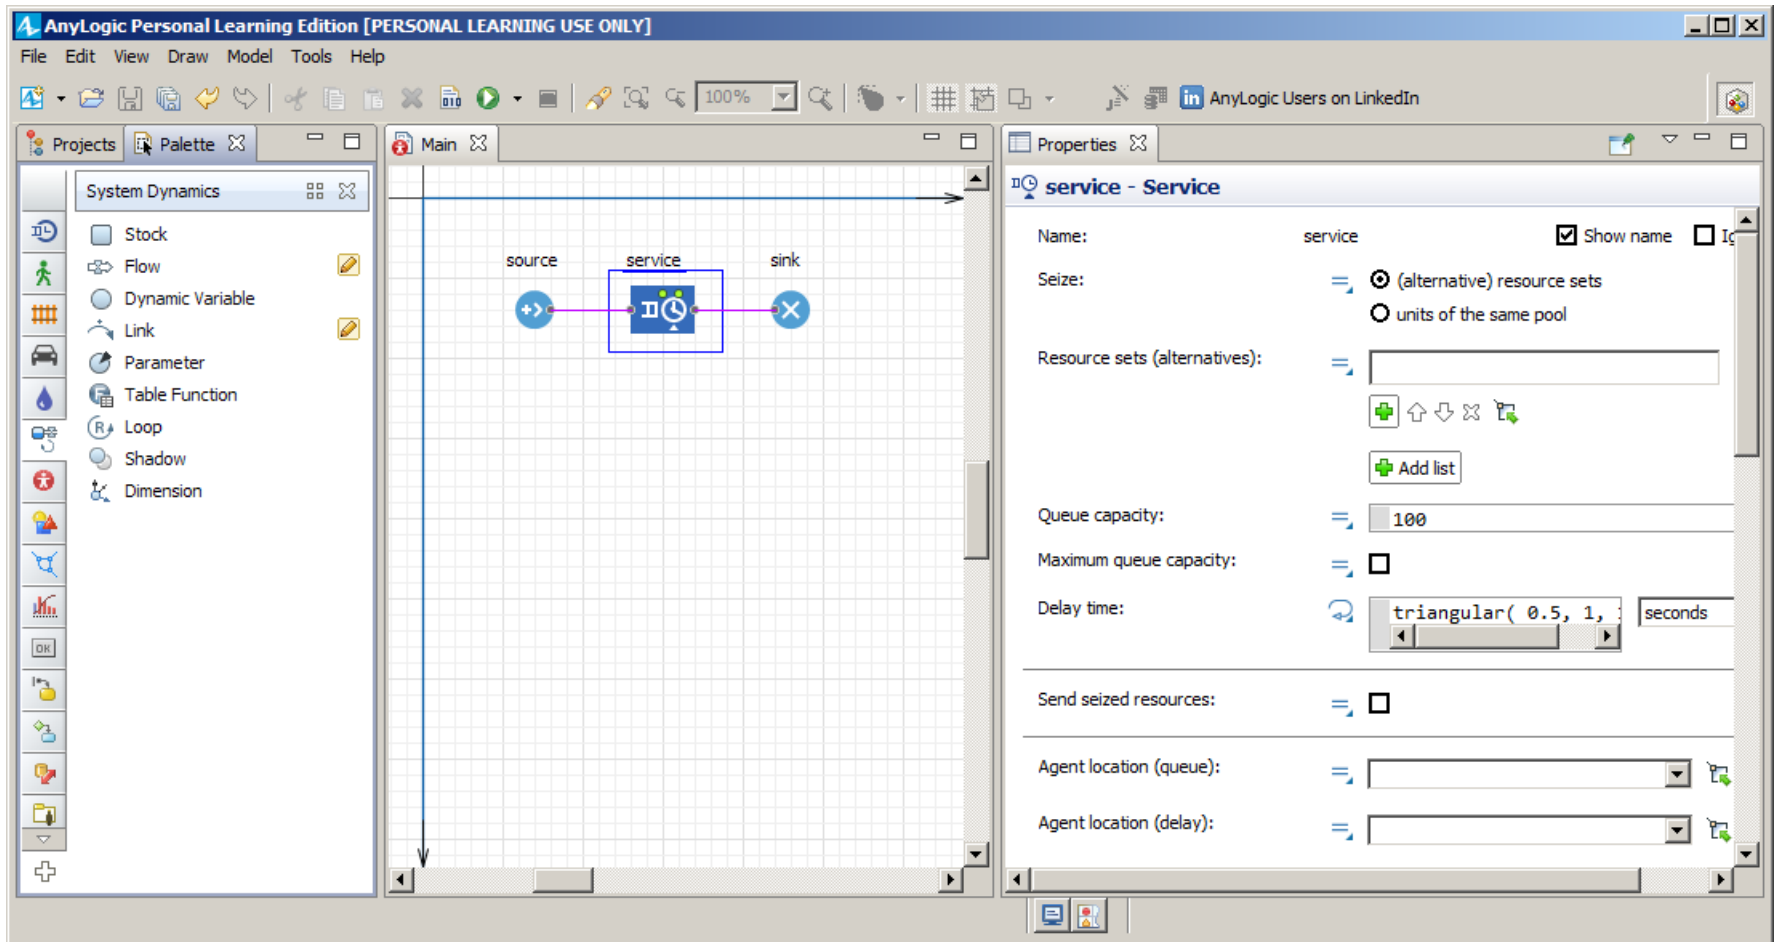 AnyLogic Personal Learning Edition [PERSONAL LEARNING USE ONLY]
File Edit View Draw Model Tools Help
100% in AnyLogic Users on LinkedIn
Projects Palette Main Properties
System Dynamics
Stock
Flow
Dynamic Variable
Link
Parameter
Table Function
Loop
Shadow
Dimension
OK
source service sink
service - Service
Name: service Show name
Seize: (alternative) resource sets
units of the same pool
Resource sets (alternatives):
Add list
Queue capacity: 100
Maximum queue capacity:
Delay time: triangular( 0.5, 1, seconds
Send seized resources:
Agent location (queue):
Agent location (delay):